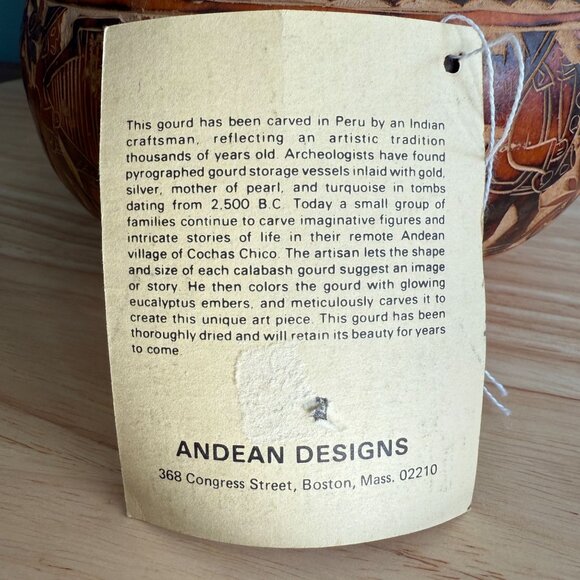 This gourd has been carved in Peru by an Indian
craftsman, reflecting an artistic tradition
thousands of years old. Archeologists have found
pyrographed gourd storage vessels inlaid with gold,
silver, mother of pearl, and turquoise in tombs
dating from 2,500 B.C. Today a small group of
families continue to carve imaginative figures and
intricate stories of life in their remote Andean
village of Cochas Chico. The artisan lets the shape
and size of each calabash gourd suggest an image
or story. He then colors the gourd with glowing
eucalyptus embers, and meticulously carves it to
create this unique art piece. This gourd has been
thoroughly dried and will retain its beauty for years
to come.
ANDEAN DESIGNS
368 Congress Street, Boston, Mass. 02210